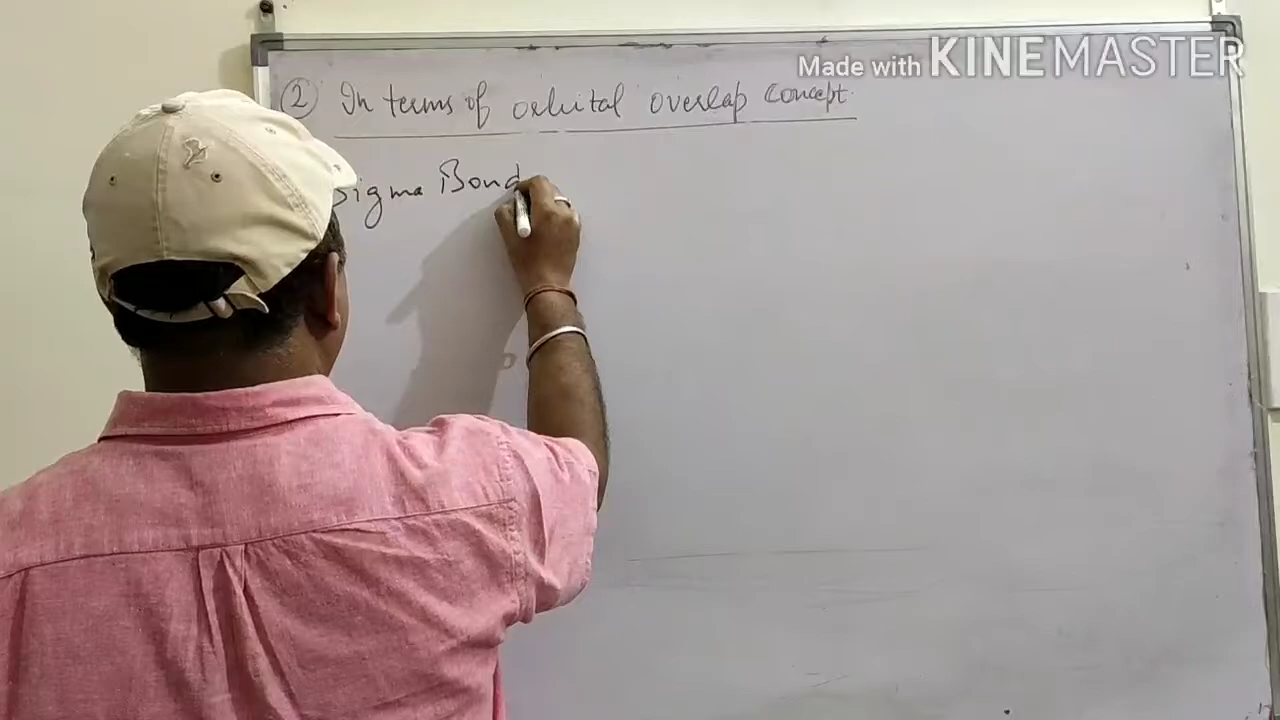 Made with KINEMASTER
② In terms of orbital overlap Concept.
Sigma Bond